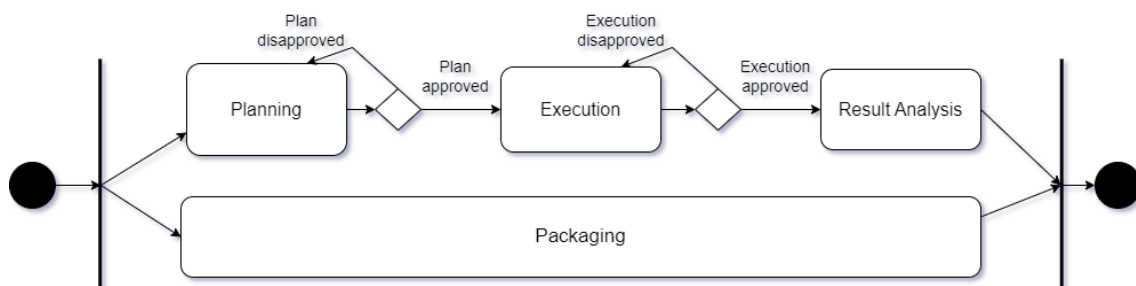 Plan
disapproved
Execution
disapproved
Plan
approved
Execution
approved
Planning
Execution
Result Analysis
Packaging